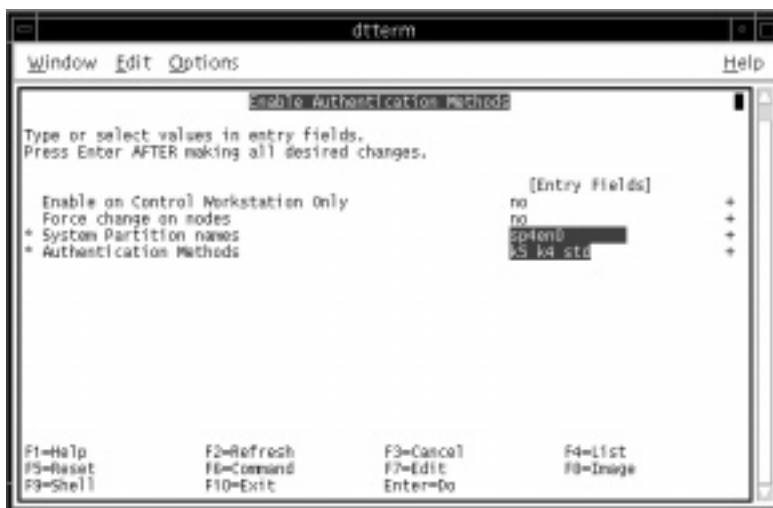 dtterm
Window Edit Options Help
Enable Authentication Methods
Type or select values in entry fields.
Press Enter AFTER making all desired changes.
[Entry Fields]
Enable on Control Workstation Only no +
Force change on nodes no +
* System Partition names sp4en0 +
* Authentication Methods k5 k4 std +
F1=Help F2=Refresh F3=Cancel F4=List
F5=Reset F6=Command F7=Edit F8=Image
F9=Shell F10=Exit Enter=Do